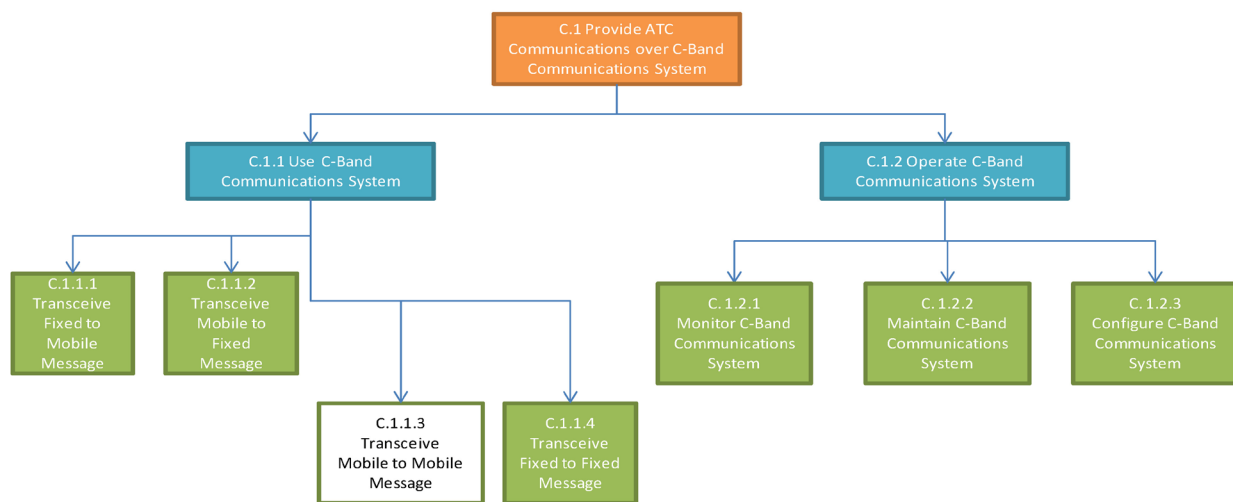 C.1 Provide ATC
Communications over C-Band
Communications System
C.1.1 Use C-Band
Communications System
C.1.2 Operate C-Band
Communications System
C.1.1.1
Transceive
Fixed to
Mobile
Message
C.1.1.2
Transceive
Mobile to
Fixed
Message
C. 1.2.1
Monitor C-Band
Communications
System
C. 1.2.2
Maintain C-Band
Communications
System
C. 1.2.3
Configure C-Band
Communications
System
C.1.1.3
Transceive
Mobile to Mobile
Message
C.1.1.4
Transceive
Fixed to Fixed
Message